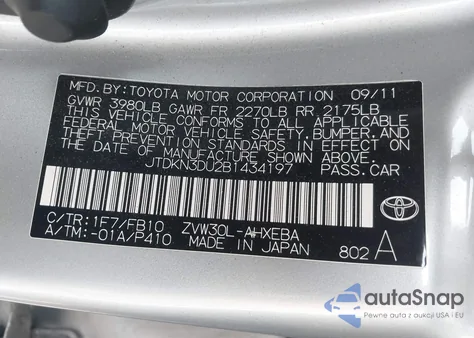 MFD. BY: TOYOTA MOTOR CORPORATION 09/11
GVWR 3980LB GAWR FR 2270LB RR 2175LB
THIS VEHICLE CONFORMS TO ALL APPLICABLE
FEDERAL MOTOR VEHICLE SAFETY, BUMPER, AND
THEFT PREVENTION STANDARDS IN EFFECT ON
THE DATE OF MANUFACTURE SHOWN ABOVE.
JTDKN3DU2B1434197 PASS. CAR
C/TR: 1F7/FB10 ZVW30L-AHXEBA
A/TM: -01A/P410 MADE IN JAPAN 802 A
TOYOTA
autoSnap
Pewne auta z aukcji USA i EU